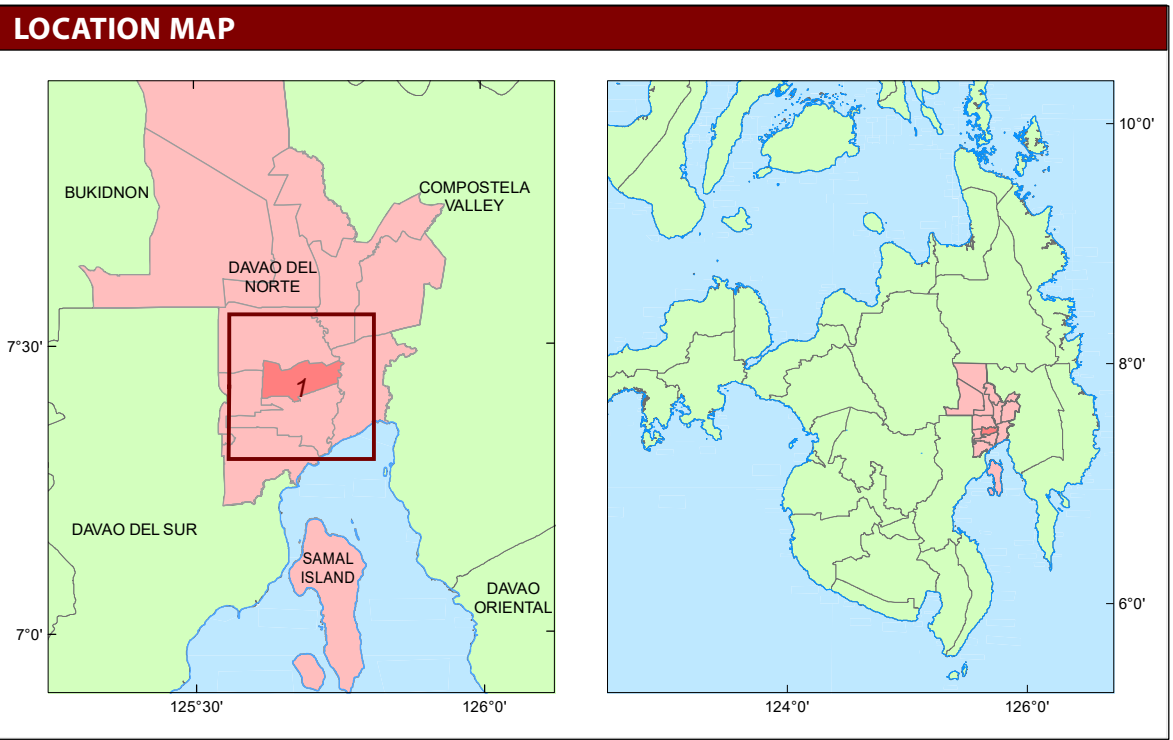 LOCATION MAP
BUKIDNON
COMPOSTELA
VALLEY
DAVAO DEL
NORTE
7°30'
1
DAVAO DEL SUR
SAMAL
ISLAND
DAVAO
ORIENTAL
7°0'
125°30'
126°0'
10°0'
8°0'
6°0'
124°0'
126°0'